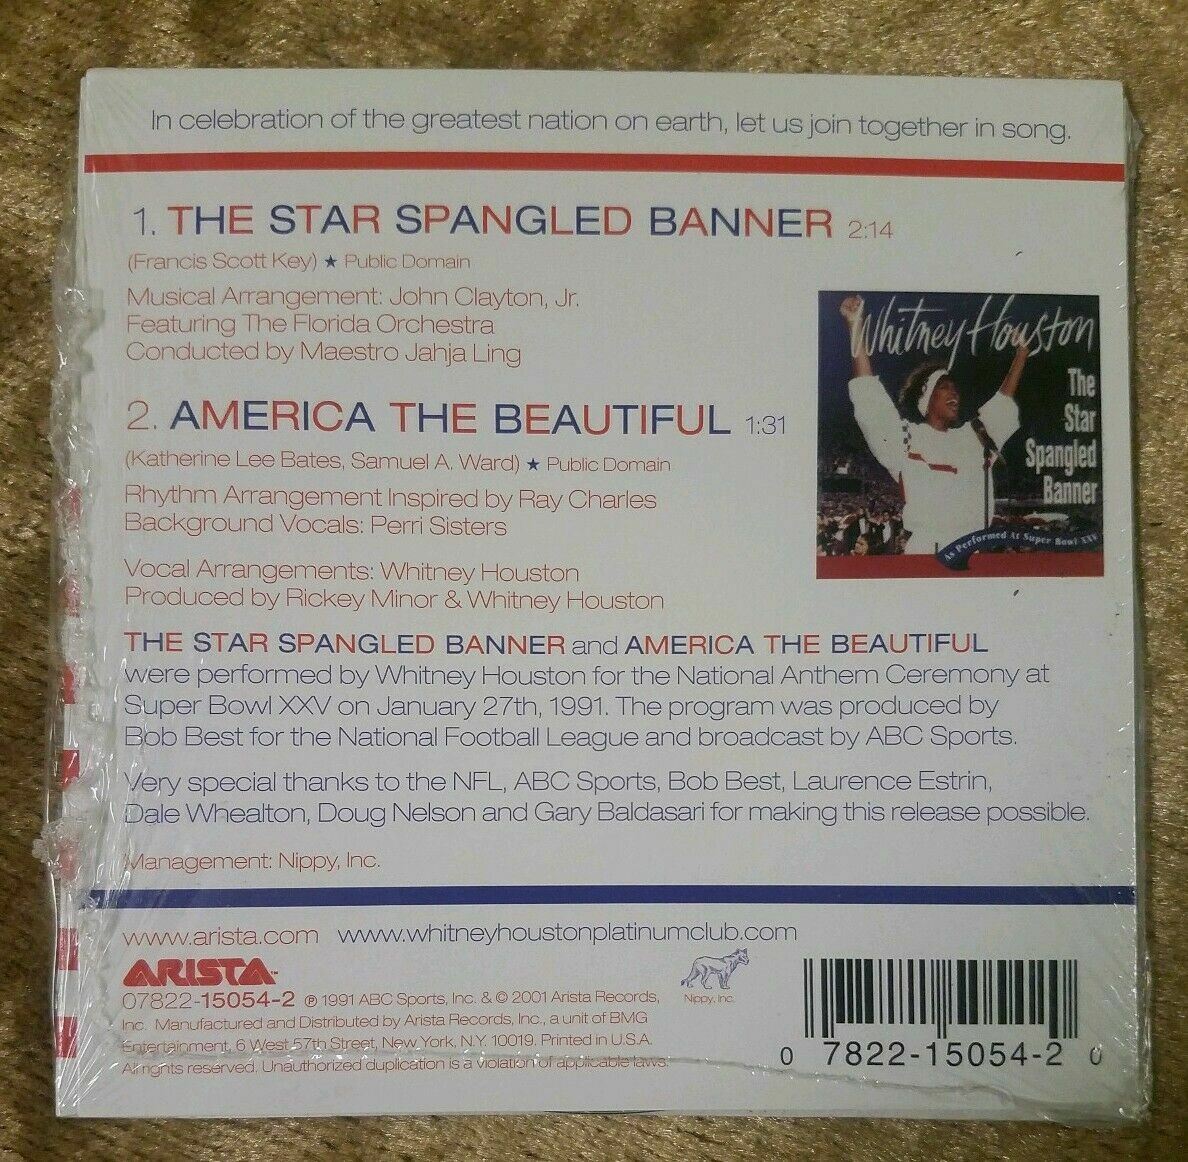 In celebration of the greatest nation on earth, let us join together in song.
1. THE STAR SPANGLED BANNER 2:14
(Francis Scott Key) ★ Public Domain
Musical Arrangement: John Clayton, Jr.
Featuring The Florida Orchestra
Conducted by Maestro Jahja Ling
Whitney Houston
The
Star
Spangled
Banner
As Performed At Super Bowl XXV
2. AMERICA THE BEAUTIFUL 1:31
(Katherine Lee Bates, Samuel A. Ward) ★ Public Domain
Rhythm Arrangement Inspired by Ray Charles
Background Vocals: Perri Sisters
Vocal Arrangements: Whitney Houston
Produced by Rickey Minor & Whitney Houston
THE STAR SPANGLED BANNER and AMERICA THE BEAUTIFUL
were performed by Whitney Houston for the National Anthem Ceremony at
Super Bowl XXV on January 27th, 1991. The program was produced by
Bob Best for the National Football League and broadcast by ABC Sports.
Very special thanks to the NFL, ABC Sports, Bob Best, Laurence Estrin,
Dale Whealton, Doug Nelson and Gary Baldasari for making this release possible.
Management: Nippy, Inc.
www.arista.com www.whitneyhoustonplatinumclub.com
ARISTA™
Nippy, Inc.
07822-15054-2 ℗ 1991 ABC Sports, Inc. & © 2001 Arista Records,
Inc. Manufactured and Distributed by Arista Records, Inc., a unit of BMG
Entertainment, 6 West 57th Street, New York, N.Y. 10019. Printed in U.S.A.
All rights reserved. Unauthorized duplication is a violation of applicable laws.
0 7822-15054-2 0